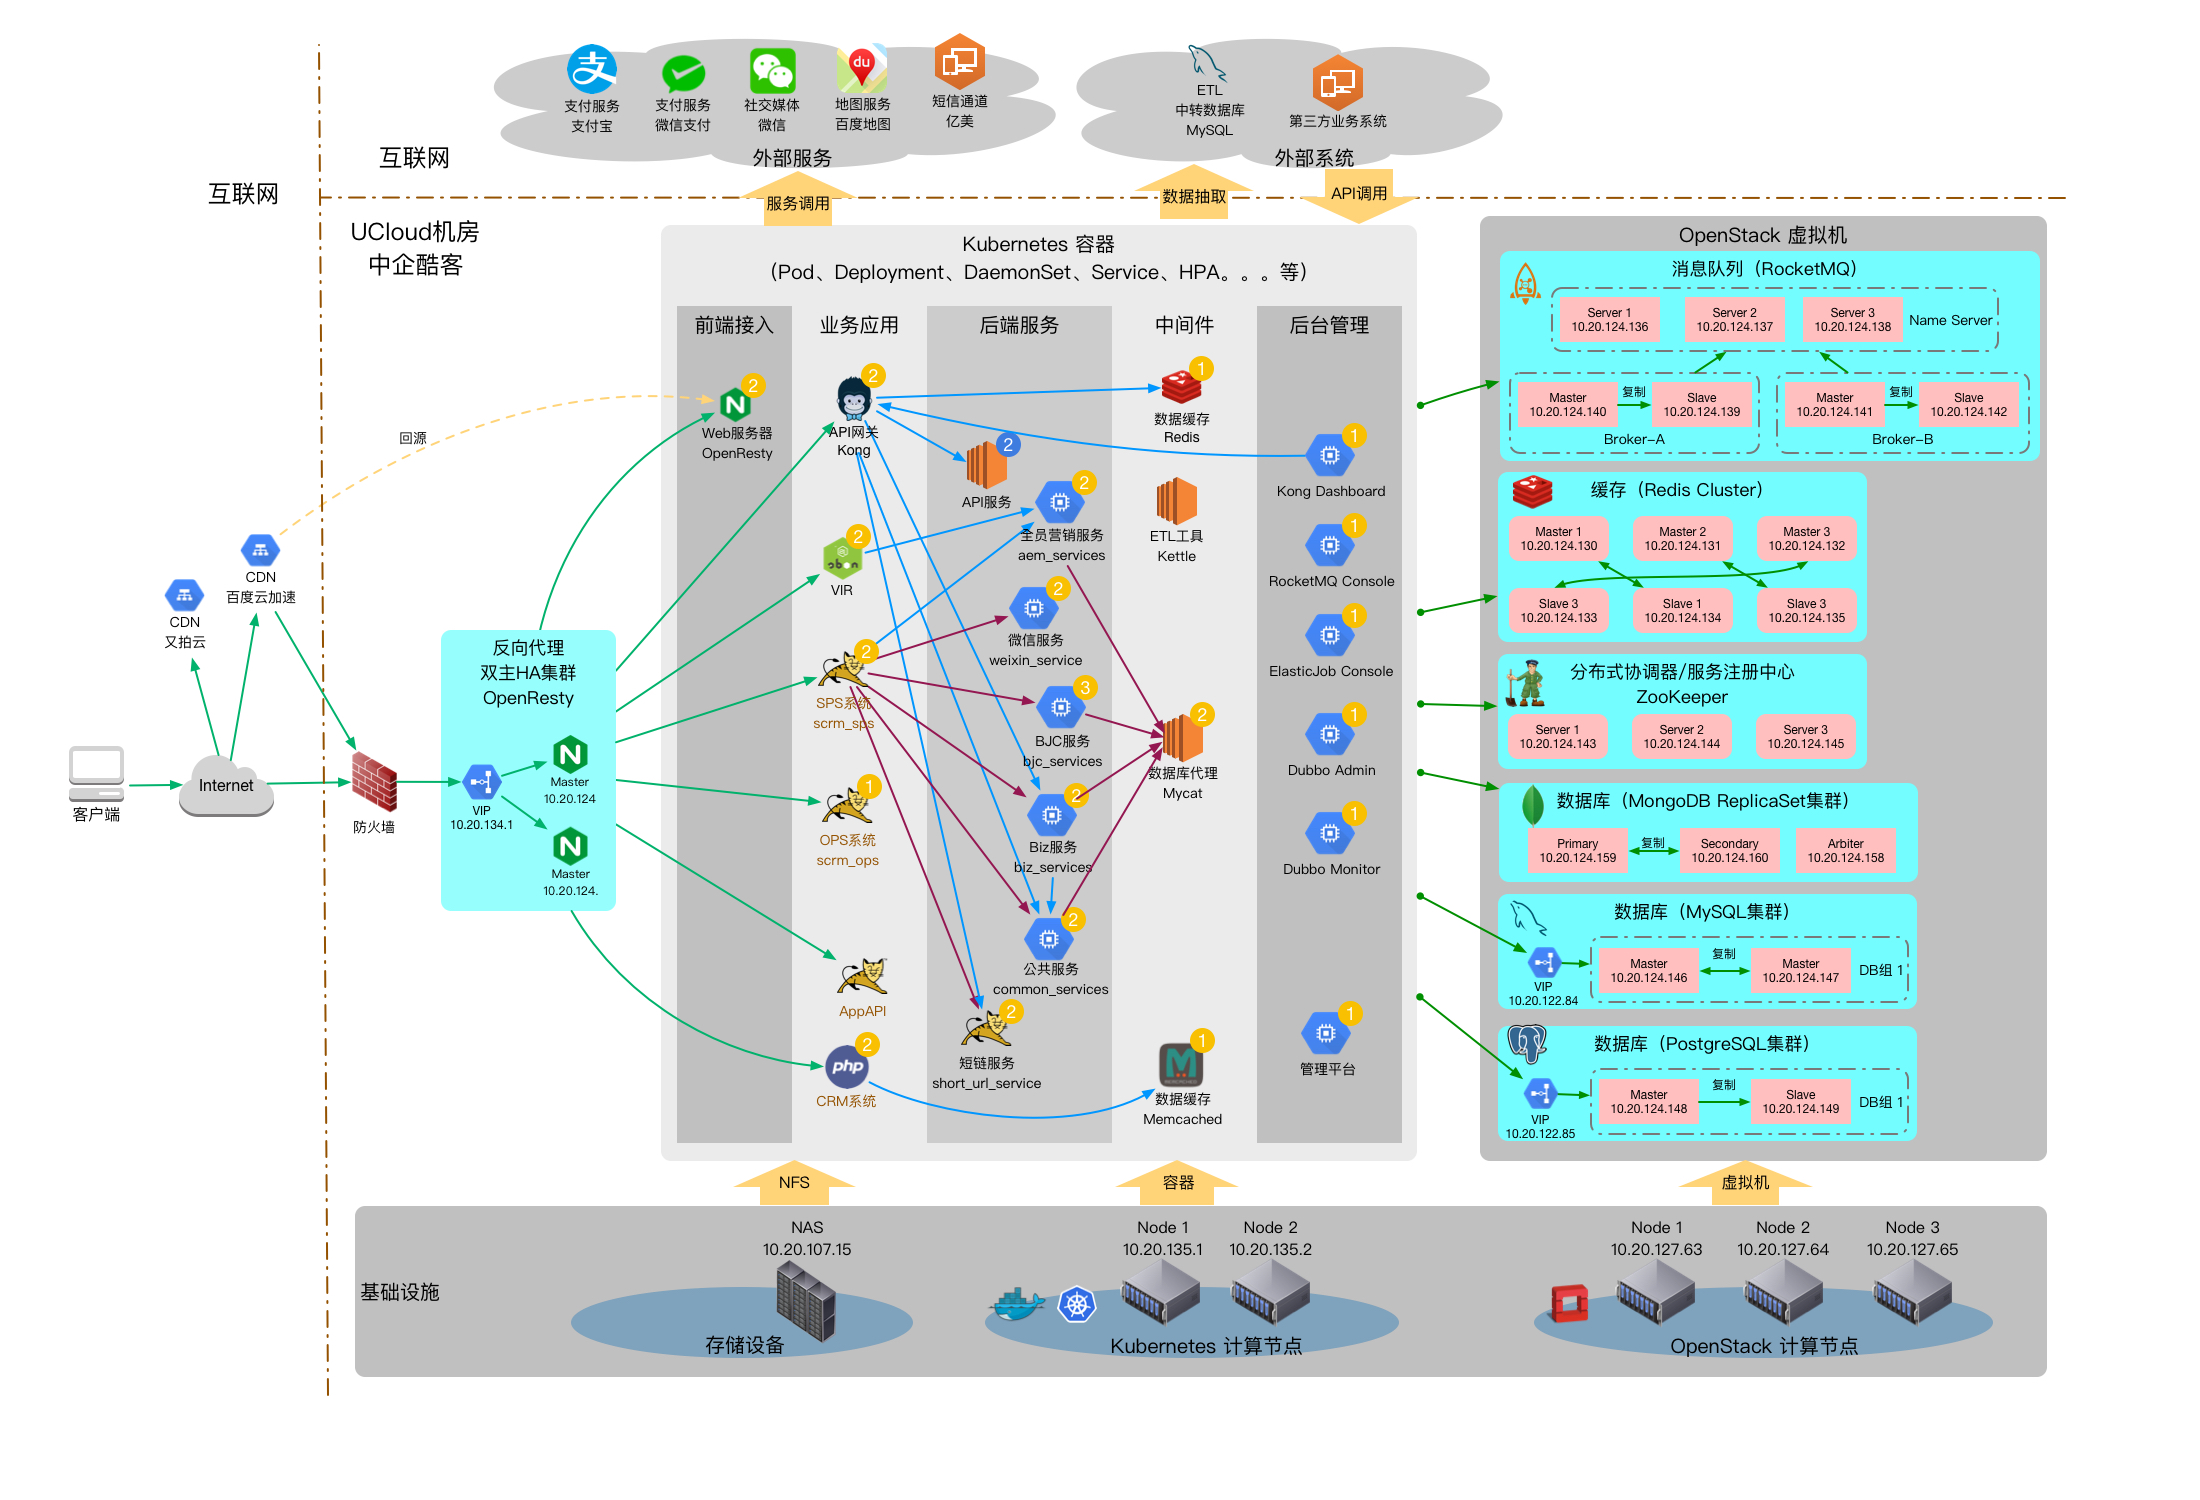 支付服务
支付宝
支付服务
微信支付
社交媒体
微信
du
地图服务
百度地图
短信通道
亿美
外部服务
ETL
中转数据库
MySQL
第三方业务系统
外部系统
互联网
互联网
服务调用
数据抽取
API调用
UCloud机房
中企酷客
Kubernetes 容器
（Pod、Deployment、DaemonSet、Service、HPA。。。等）
前端接入
业务应用
后端服务
中间件
后台管理
2
Web服务器
OpenResty
回源
2
API网关
Kong
2
VIR
2
SPS系统
scrm_sps
1
OPS系统
scrm_ops
AppAPI
2
php
CRM系统
2
API服务
2
全员营销服务
aem_services
2
微信服务
weixin_service
3
BJC服务
bjc_services
2
Biz服务
biz_services
2
公共服务
common_services
2
短链服务
short_url_service
1
数据缓存
Redis
ETL工具
Kettle
2
数据库代理
Mycat
1
数据缓存
Memcached
1
Kong Dashboard
1
RocketMQ Console
1
ElasticJob Console
1
Dubbo Admin
1
Dubbo Monitor
1
管理平台
CDN
百度云加速
CDN
又拍云
客户端
Internet
防火墙
反向代理
双主HA集群
OpenResty
VIP
10.20.134.1
Master
10.20.124
Master
10.20.124.
OpenStack 虚拟机
消息队列（RocketMQ）
Server 1
10.20.124.136
Server 2
10.20.124.137
Server 3
10.20.124.138
Name Server
Master
10.20.124.140
复制
Slave
10.20.124.139
Broker-A
Master
10.20.124.141
复制
Slave
10.20.124.142
Broker-B
缓存（Redis Cluster）
Master 1
10.20.124.130
Master 2
10.20.124.131
Master 3
10.20.124.132
Slave 3
10.20.124.133
Slave 1
10.20.124.134
Slave 3
10.20.124.135
分布式协调器/服务注册中心
ZooKeeper
Server 1
10.20.124.143
Server 2
10.20.124.144
Server 3
10.20.124.145
数据库（MongoDB ReplicaSet集群）
Primary
10.20.124.159
复制
Secondary
10.20.124.160
Arbiter
10.20.124.158
数据库（MySQL集群）
VIP
10.20.122.84
Master
10.20.124.146
复制
Master
10.20.124.147
DB组 1
数据库（PostgreSQL集群）
VIP
10.20.122.85
Master
10.20.124.148
复制
Slave
10.20.124.149
DB组 1
NFS
容器
虚拟机
基础设施
NAS
10.20.107.15
存储设备
Node 1
10.20.135.1
Node 2
10.20.135.2
Kubernetes 计算节点
Node 1
10.20.127.63
Node 2
10.20.127.64
Node 3
10.20.127.65
OpenStack 计算节点